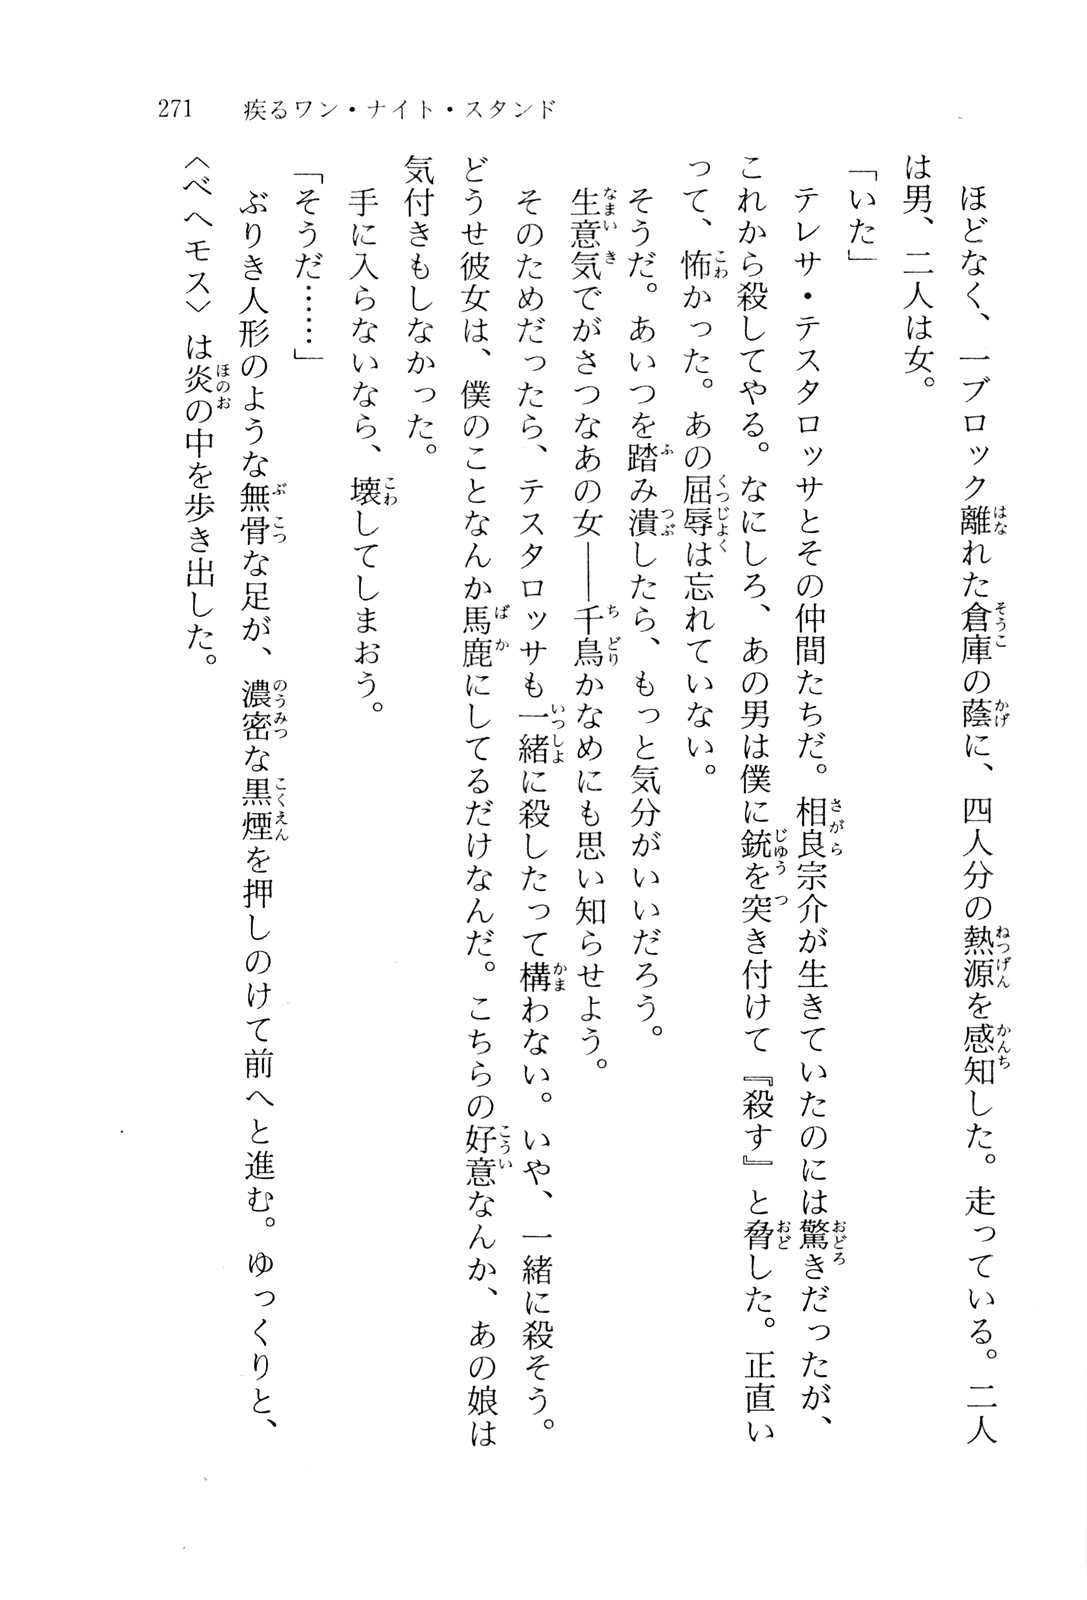 271　疾るワン・ナイト・スタンド
　ほどなく、一ブロック離れた倉庫の蔭に、四人分の熱源を感知した。走っている。二人
は男、二人は女。
「いた」
　テレサ・テスタロッサとその仲間たちだ。相良宗介が生きていたのには驚きだったが、
これから殺してやる。なにしろ、あの男は僕に銃を突き付けて『殺す』と脅した。正直い
って、怖かった。あの屈辱は忘れていない。
　そうだ。あいつを踏み潰したら、もっと気分がいいだろう。
　生意気でがさつなあの女――千鳥かなめにも思い知らせよう。
　そのためだったら、テスタロッサも一緒に殺したって構わない。いや、一緒に殺そう。
どうせ彼女は、僕のことなんか馬鹿にしてるだけなんだ。こちらの好意なんか、あの娘は
気付きもしなかった。
　手に入らないなら、壊してしまおう。
「そうだ……」
　ぶりき人形のような無骨な足が、濃密な黒煙を押しのけて前へと進む。ゆっくりと、
〈ベヘモス〉は炎の中を歩き出した。